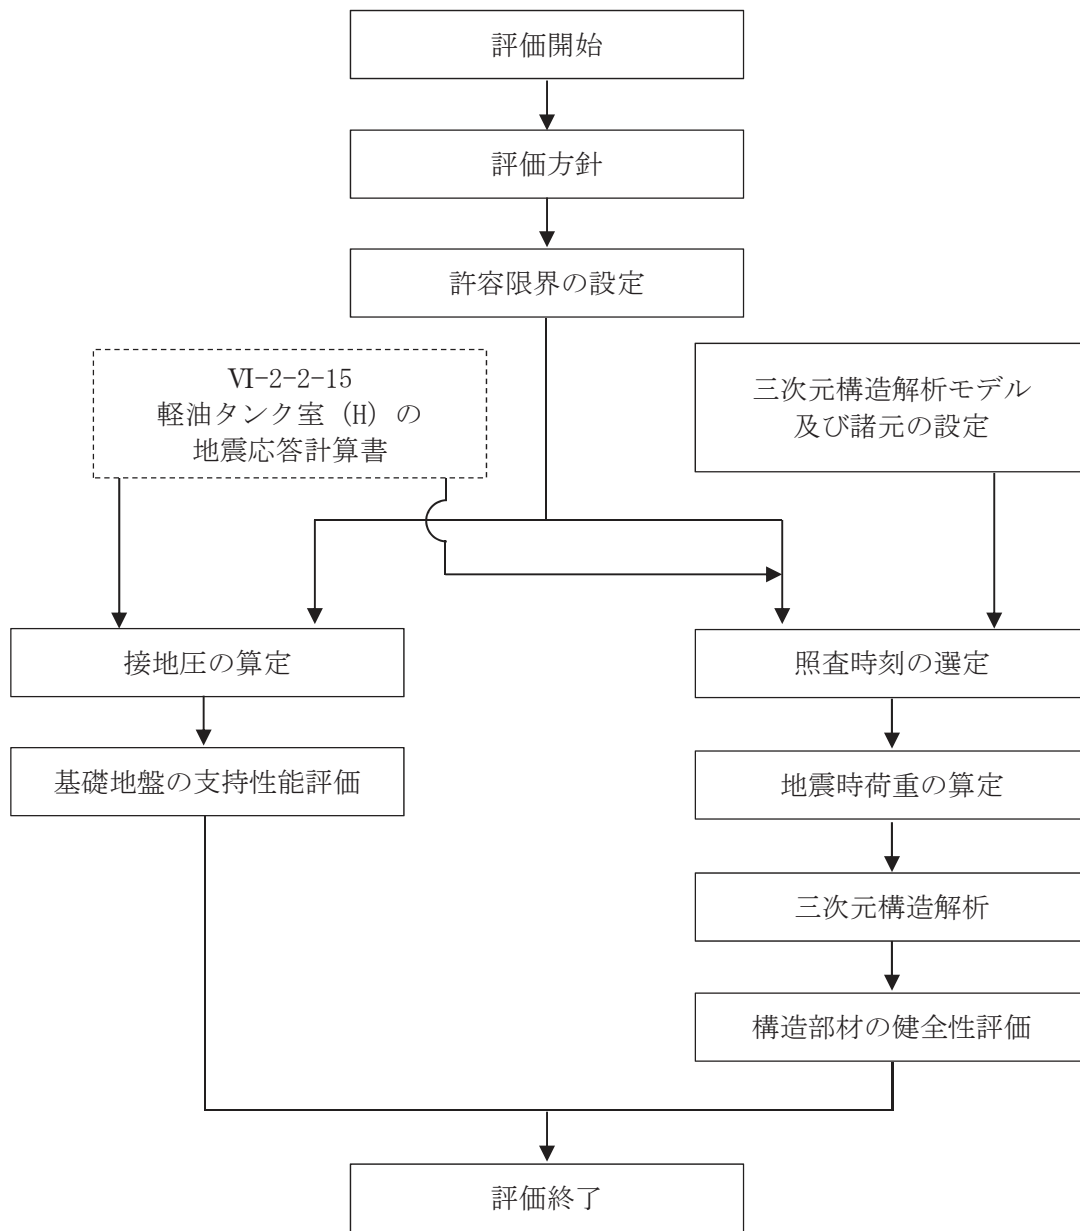 評価開始
評価方針
許容限界の設定
Ⅵ-2-2-15
軽油タンク室（H）の
地震応答計算書
三次元構造解析モデル
及び諸元の設定
接地圧の算定
基礎地盤の支持性能評価
照査時刻の選定
地震時荷重の算定
三次元構造解析
構造部材の健全性評価
評価終了